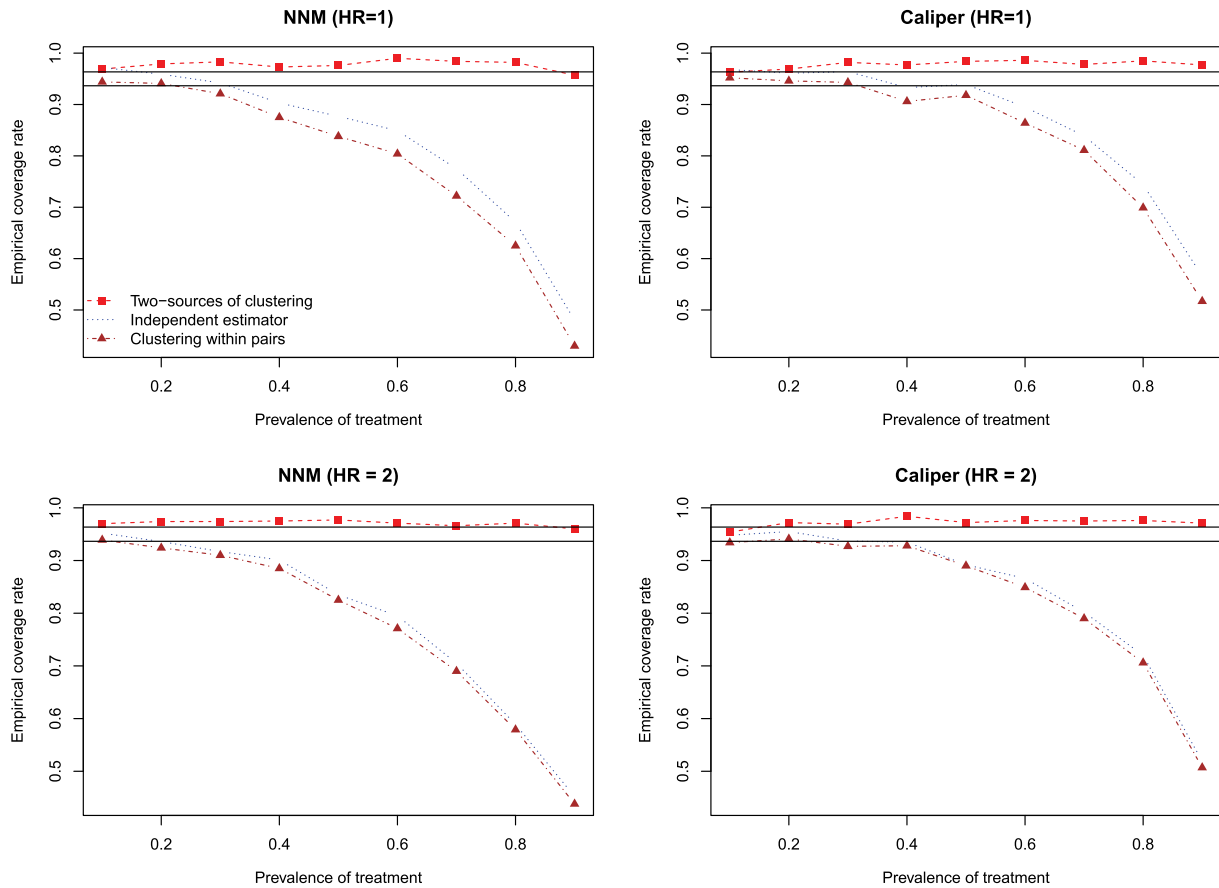 NNM (HR=1)
Empirical coverage rate
1.0
0.9
0.8
0.7
0.6
0.5
Two−sources of clustering
Independent estimator
Clustering within pairs
0.2 0.4 0.6 0.8
Prevalence of treatment
Caliper (HR=1)
Empirical coverage rate
1.0
0.9
0.8
0.7
0.6
0.5
0.2 0.4 0.6 0.8
Prevalence of treatment
NNM (HR = 2)
Empirical coverage rate
1.0
0.9
0.8
0.7
0.6
0.5
0.2 0.4 0.6 0.8
Prevalence of treatment
Caliper (HR = 2)
Empirical coverage rate
1.0
0.9
0.8
0.7
0.6
0.5
0.2 0.4 0.6 0.8
Prevalence of treatment